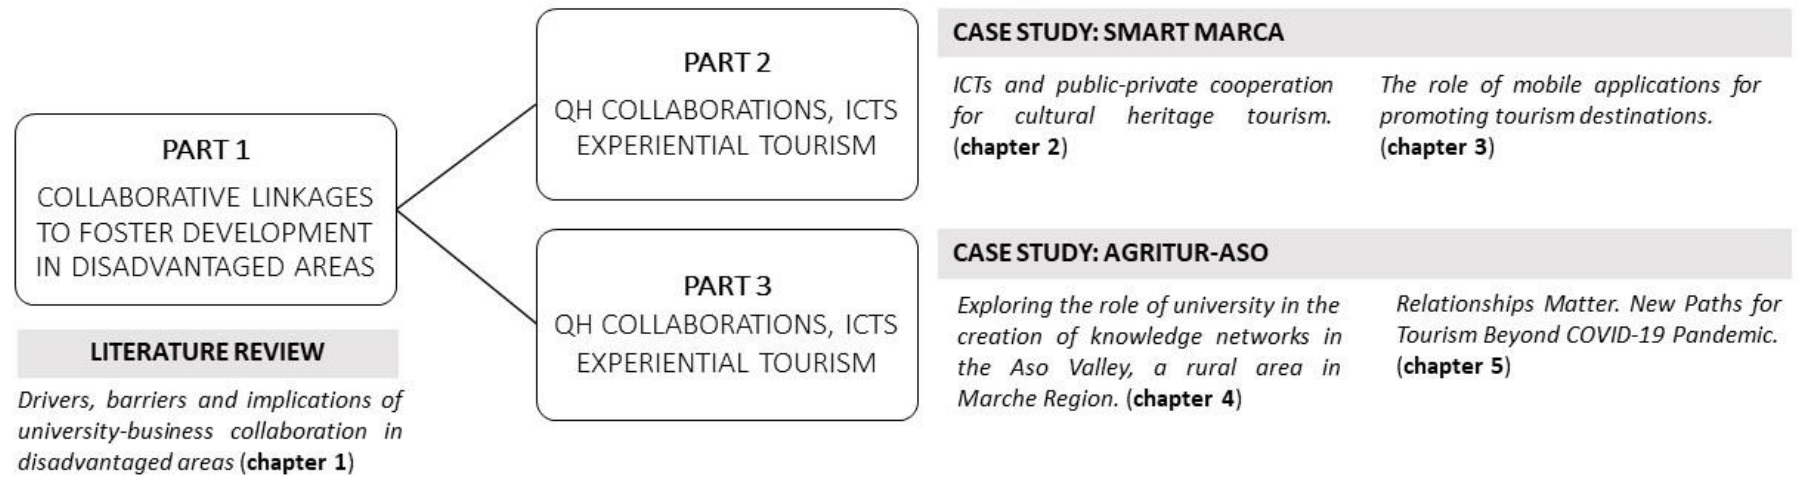 PART 1
COLLABORATIVE LINKAGES
TO FOSTER DEVELOPMENT
IN DISADVANTAGED AREAS
LITERATURE REVIEW
Drivers, barriers and implications of
university-business collaboration in
disadvantaged areas (chapter 1)
PART 2
QH COLLABORATIONS, ICTS
EXPERIENTIAL TOURISM
CASE STUDY: SMART MARCA
ICTs and public-private cooperation
for cultural heritage tourism.
(chapter 2)
The role of mobile applications for
promoting tourism destinations.
(chapter 3)
PART 3
QH COLLABORATIONS, ICTS
EXPERIENTIAL TOURISM
CASE STUDY: AGRITUR-ASO
Exploring the role of university in the
creation of knowledge networks in
the Aso Valley, a rural area in
Marche Region. (chapter 4)
Relationships Matter. New Paths for
Tourism Beyond COVID-19 Pandemic.
(chapter 5)